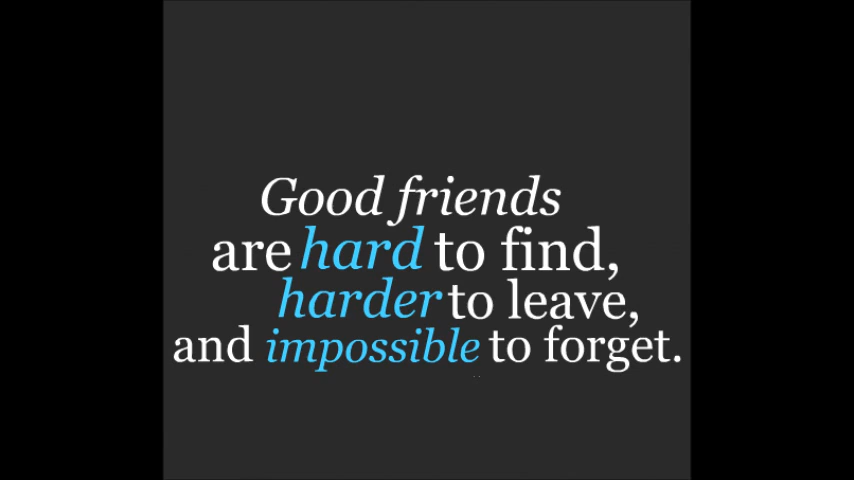 Good friends
are hard to find,
harder to leave,
and impossible to forget.